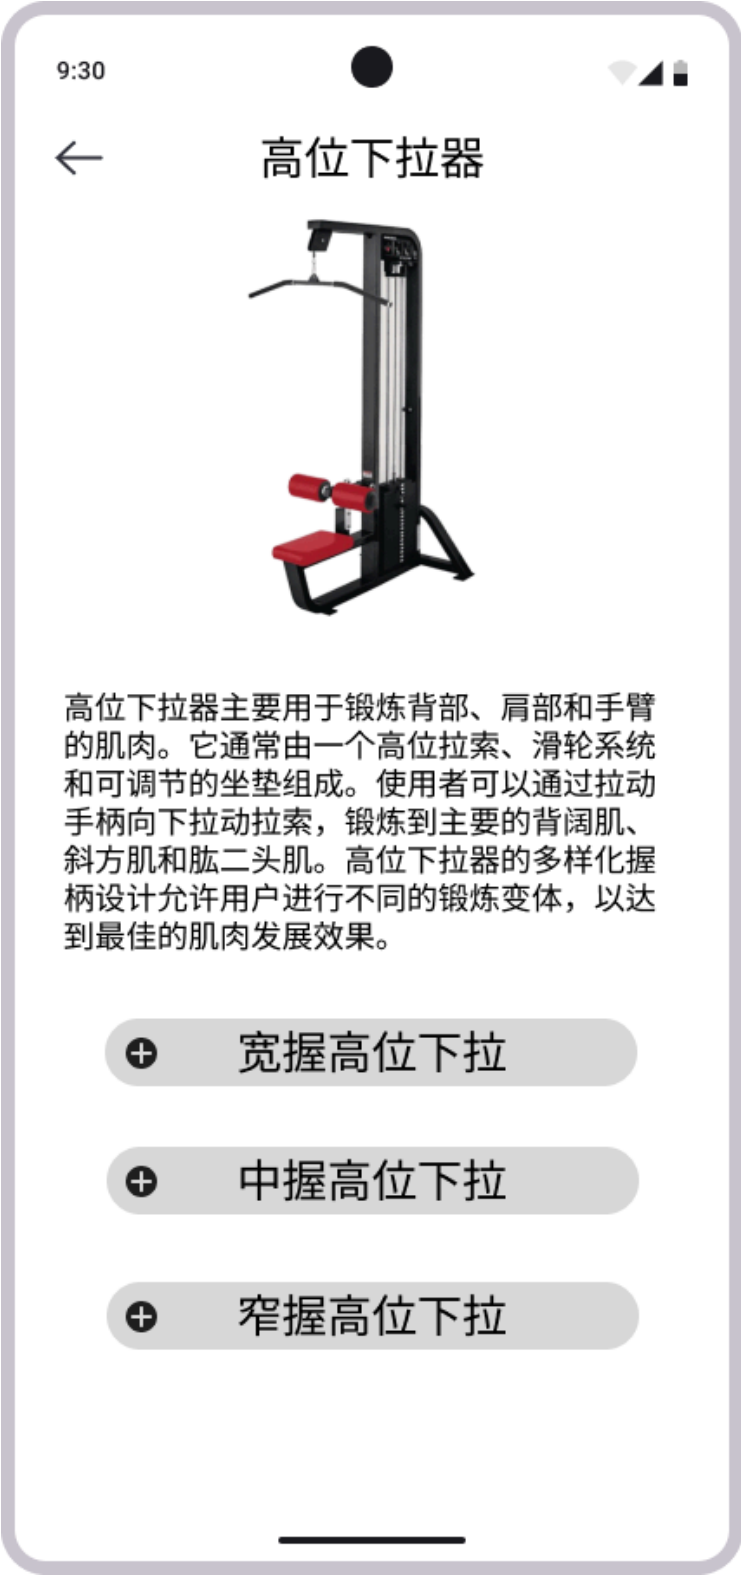 9:30
高位下拉器
高位下拉器主要用于锻炼背部、肩部和手臂
的肌肉。它通常由一个高位拉索、滑轮系统
和可调节的坐垫组成。使用者可以通过拉动
手柄向下拉动拉索，锻炼到主要的背阔肌、
斜方肌和肱二头肌。高位下拉器的多样化握
柄设计允许用户进行不同的锻炼变体，以达
到最佳的肌肉发展效果。
宽握高位下拉
中握高位下拉
窄握高位下拉